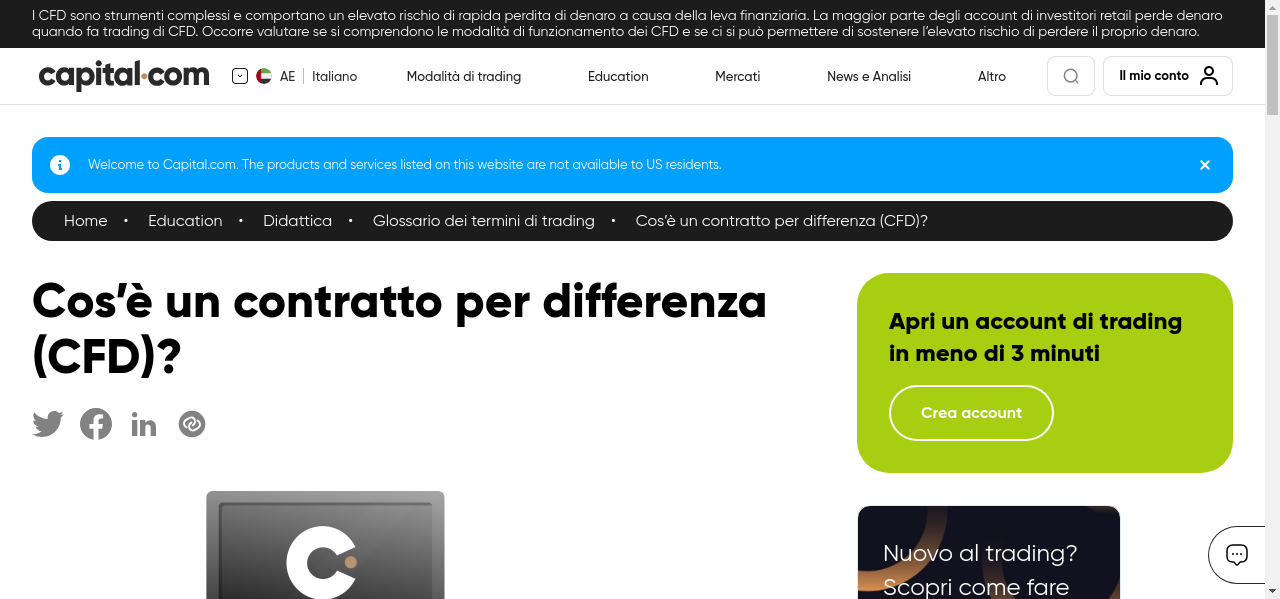 I CFD sono strumenti complessi e comportano un elevato rischio di rapida perdita di denaro a causa della leva finanziaria. La maggior parte degli account di investitori retail perde denaro
quando fa trading di CFD. Occorre valutare se si comprendono le modalità di funzionamento dei CFD e se ci si può permettere di sostenere l’elevato rischio di perdere il proprio denaro.
capital.com
AE
Italiano
Modalità di trading
Education
Mercati
News e Analisi
Altro
Il mio conto
Welcome to Capital.com. The products and services listed on this website are not available to US residents.
Home • Education • Didattica • Glossario dei termini di trading • Cos’è un contratto per differenza (CFD)?
Cos’è un contratto per differenza
(CFD)?
Apri un account di trading
in meno di 3 minuti
Crea account
Nuovo al trading?
Scopri come fare